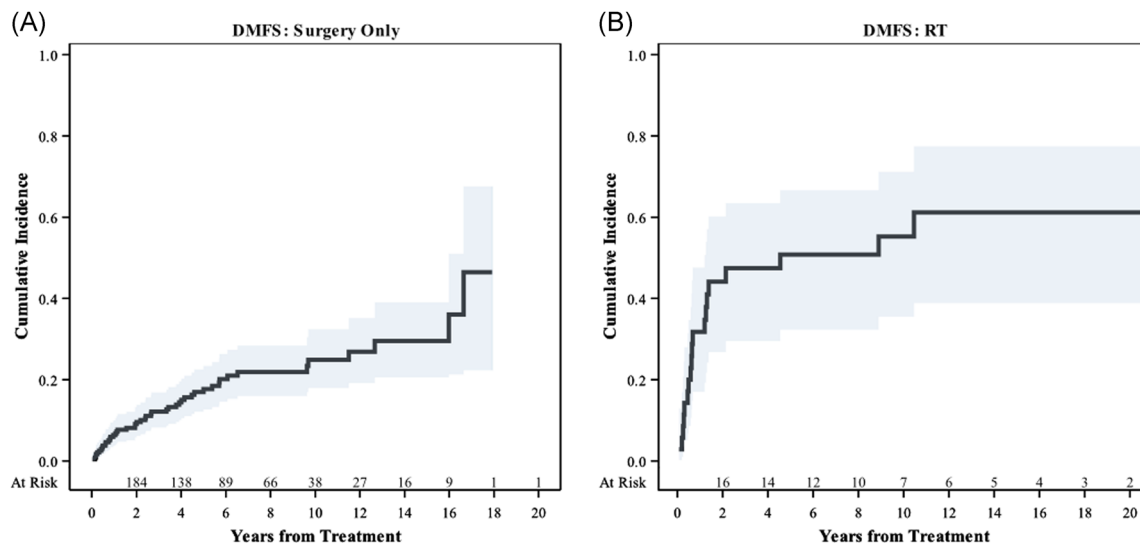 (A)
DMFS: Surgery Only
Cumulative Incidence
1.0
0.8
0.6
0.4
0.2
0.0
At Risk 184 138 89 66 38 27 16 9 1 1
0 2 4 6 8 10 12 14 16 18 20
Years from Treatment
(B)
DMFS: RT
Cumulative Incidence
1.0
0.8
0.6
0.4
0.2
0.0
At Risk 16 14 12 10 7 6 5 4 3 2
0 2 4 6 8 10 12 14 16 18 20
Years from Treatment